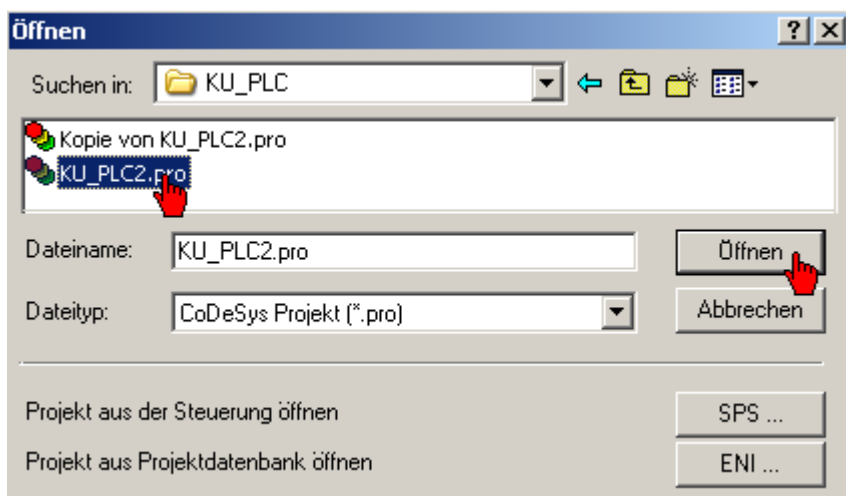 Öffnen
Suchen in: KU_PLC
Kopie von KU_PLC2.pro
KU_PLC2.pro
Dateiname: KU_PLC2.pro Öffnen
Dateityp: CoDeSys Projekt (*.pro) Abbrechen
Projekt aus der Steuerung öffnen SPS ...
Projekt aus Projektdatenbank öffnen ENI ...